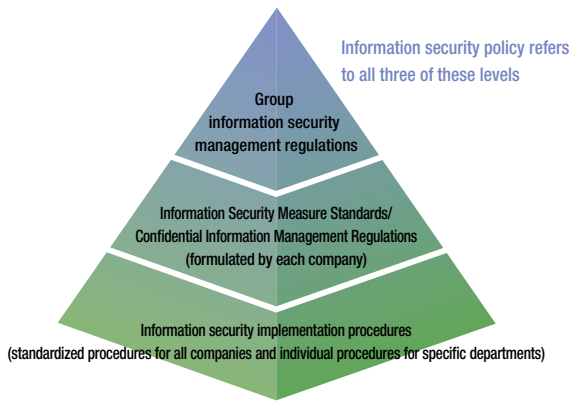 Information security policy refers
to all three of these levels
Group
information security
management regulations
Information Security Measure Standards/
Confidential Information Management Regulations
(formulated by each company)
Information security implementation procedures
(standardized procedures for all companies and individual procedures for specific departments)